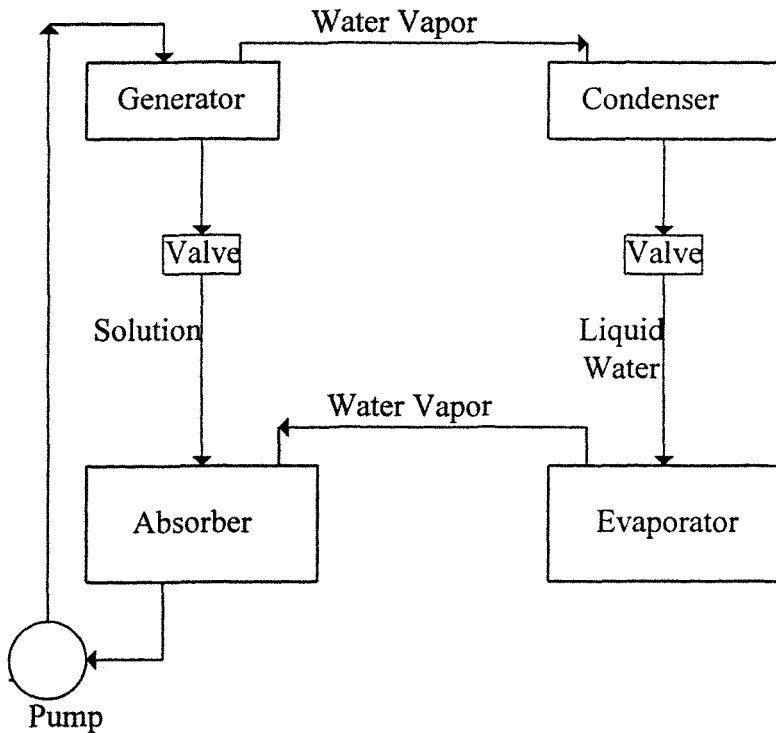 Water Vapor
Generator
Condenser
Valve
Valve
Solution
Liquid
Water
Water Vapor
Absorber
Evaporator
Pump